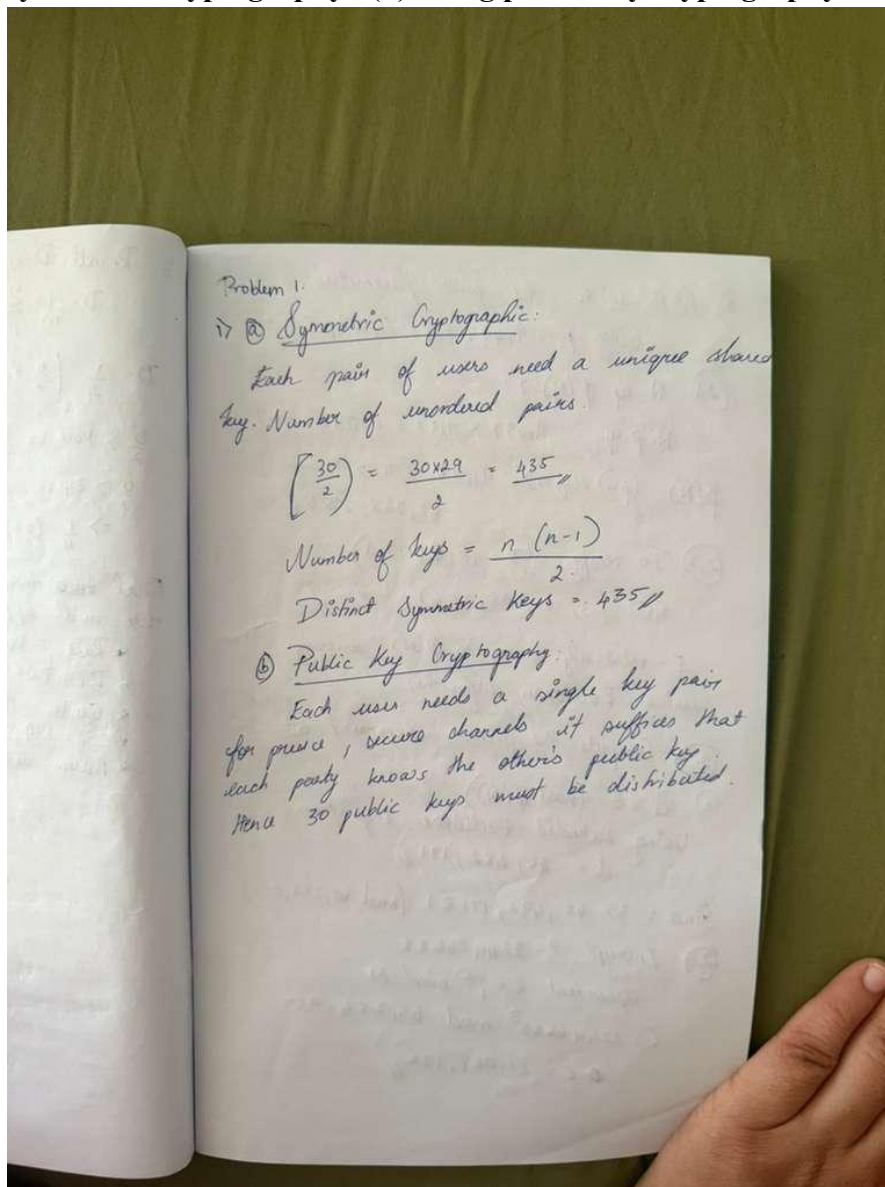 Problem 1.
i) (a) Symmetric Cryptographic:
Each pair of users need a unique shared
key. Number of unordered pairs.
[30/2) = 30x29/2 = 435//
Number of keys = n (n-1)/2.
Distinct Symmetric Keys = 435//
(b) Public Key Cryptography:
Each user needs a single key pair
for , secure channels it suffices that
each party knows the other's public key.
Hence 30 public keys must be distributed.